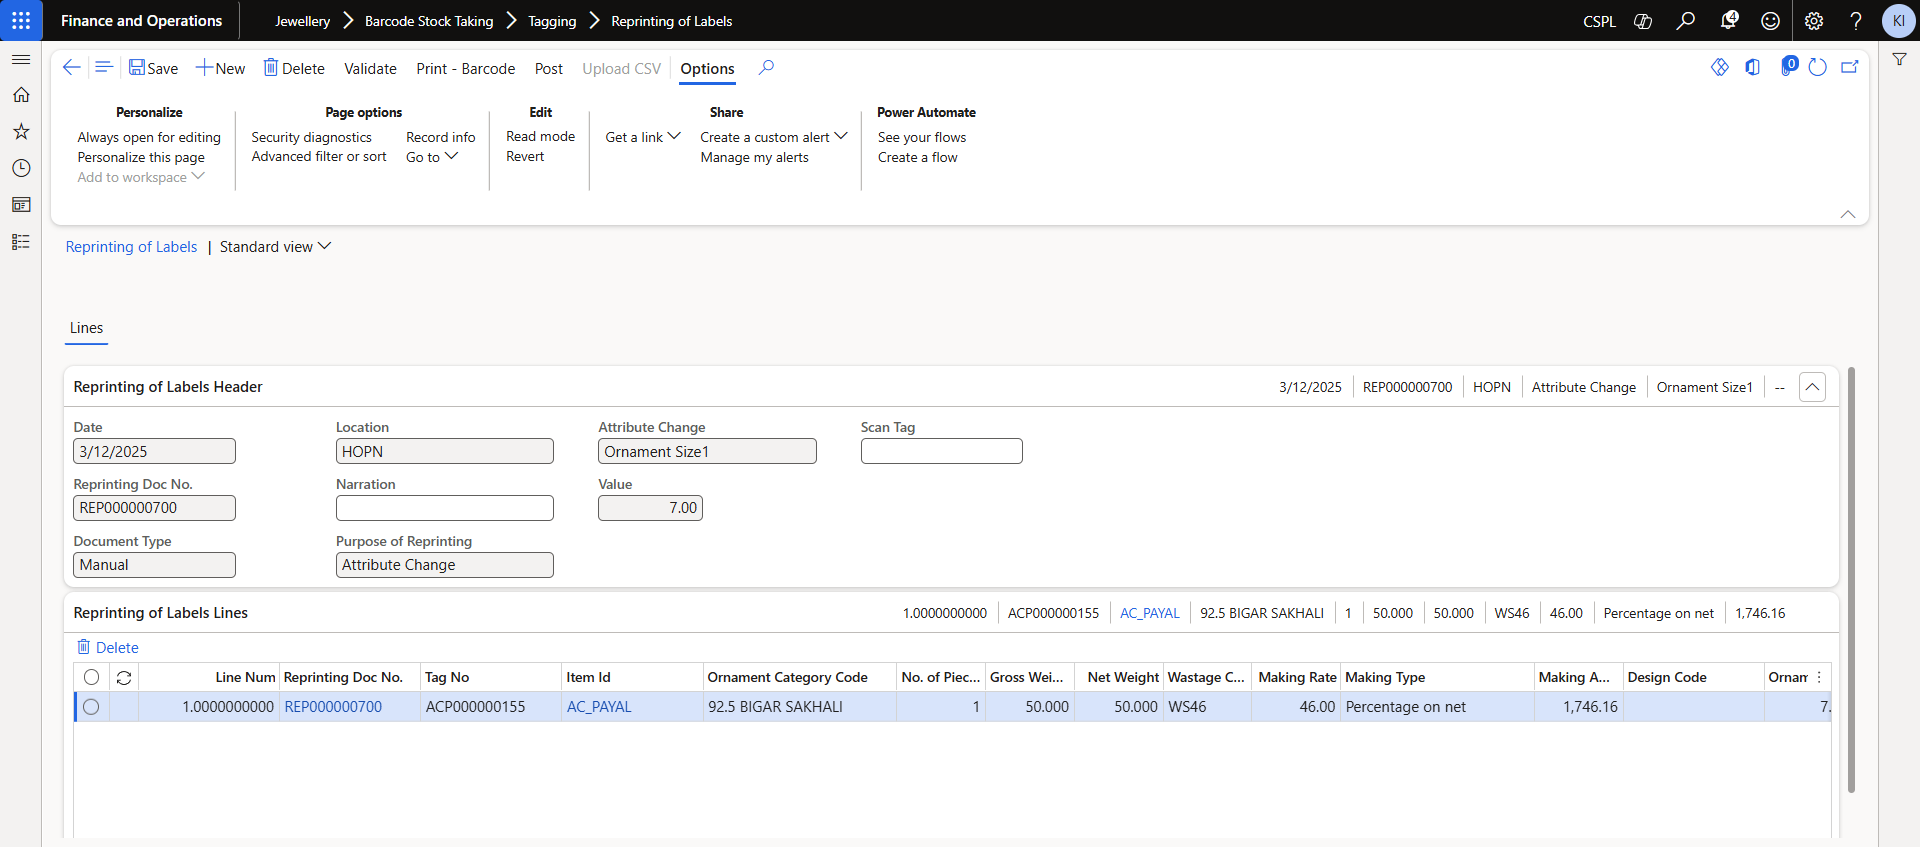 Finance and Operations
Jewellery
Barcode Stock Taking
Tagging
Reprinting of Labels
CSPL
4
KI
Save
New
Delete
Validate
Print - Barcode
Post
Upload CSV
Options
0
Personalize
Always open for editing
Personalize this page
Add to workspace
Page options
Security diagnostics
Record info
Advanced filter or sort
Go to
Edit
Read mode
Revert
Share
Get a link
Create a custom alert
Manage my alerts
Power Automate
See your flows
Create a flow
Reprinting of Labels | Standard view
Lines
Reprinting of Labels Header
3/12/2025
REP000000700
HOPN
Attribute Change
Ornament Size1
--
Date
3/12/2025
Location
HOPN
Attribute Change
Ornament Size1
Scan Tag
Reprinting Doc No.
REP000000700
Narration
Value
7.00
Document Type
Manual
Purpose of Reprinting
Attribute Change
Reprinting of Labels Lines
1.0000000000
ACP000000155
AC_PAYAL
92.5 BIGAR SAKHALI
1
50.000
50.000
WS46
46.00
Percentage on net
1,746.16
Delete
Line Num
Reprinting Doc No.
Tag No
Item Id
Ornament Category Code
No. of Piec...
Gross Wei...
Net Weight
Wastage C...
Making Rate
Making Type
Making A...
Design Code
Ornam
1.0000000000
REP000000700
ACP000000155
AC_PAYAL
92.5 BIGAR SAKHALI
1
50.000
50.000
WS46
46.00
Percentage on net
1,746.16
7.